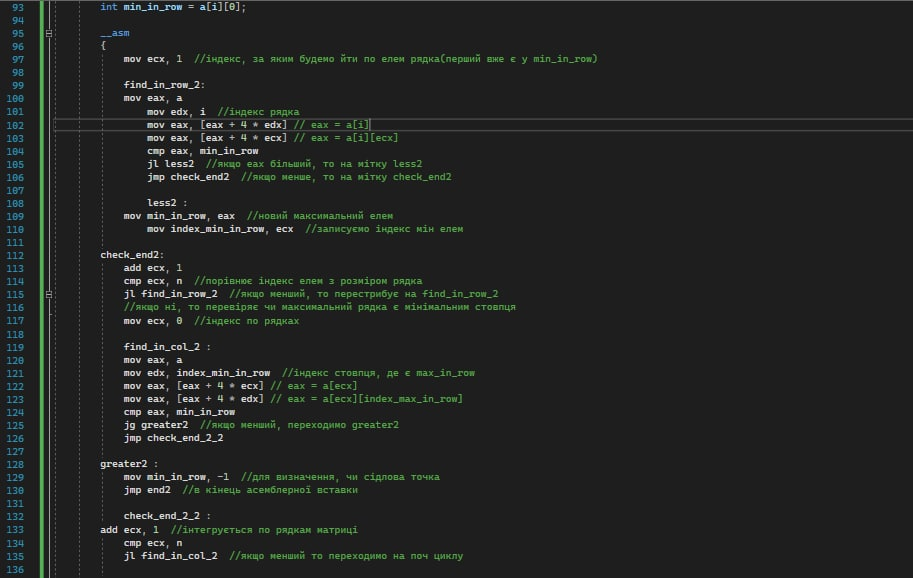 93 int min_in_row = a[i][0];
94
95 __asm
96 {
97 mov ecx, 1 //індекс, за яким будемо йти по елем рядка(перший вже є у min_in_row)
98
99 find_in_row_2:
100 mov eax, a
101 mov edx, i //індекс рядка
102 mov eax, [eax + 4 * edx] // eax = a[i]
103 mov eax, [eax + 4 * ecx] // eax = a[i][ecx]
104 cmp eax, min_in_row
105 jl less2 //якщо eax більший, то на мітку less2
106 jmp check_end2 //якщо менше, то на мітку check_end2
107
108 less2 :
109 mov min_in_row, eax //новий максимальний елем
110 mov index_min_in_row, ecx //записуємо індекс мін елем
111
112 check_end2:
113 add ecx, 1
114 cmp ecx, n //порівнює індекс елем з розміром рядка
115 jl find_in_row_2 //якщо менший, то перестрибує на find_in_row_2
116 //якщо ні, то перевіряє чи максимальний рядка є мінімальним стовпця
117 mov ecx, 0 //індекс по рядках
118
119 find_in_col_2 :
120 mov eax, a
121 mov edx, index_min_in_row //індекс стовпця, де є max_in_row
122 mov eax, [eax + 4 * ecx] // eax = a[ecx]
123 mov eax, [eax + 4 * edx] // eax = a[ecx][index_max_in_row]
124 cmp eax, min_in_row
125 jg greater2 //якщо менший, переходимо greater2
126 jmp check_end_2_2
127
128 greater2 :
129 mov min_in_row, -1 //для визначення, чи сідлова точка
130 jmp end2 //в кінець асемблерної вставки
131
132 check_end_2_2 :
133 add ecx, 1 //інтегрується по рядкам матриці
134 cmp ecx, n
135 jl find_in_col_2 //якщо менший то переходимо на поч циклу
136